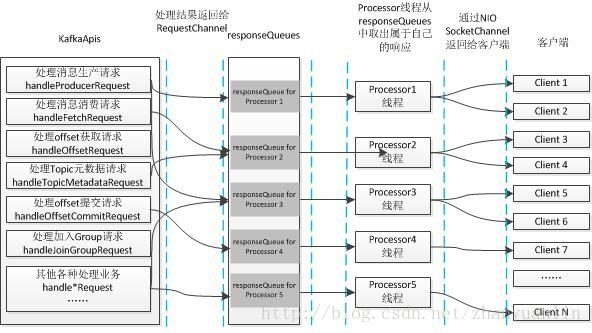 KafkaApis
处理消息生产请求
handleProducerRequest
处理消息消费请求
handleFetchRequest
处理offset获取请求
handleOffsetRequest
处理Topic元数据请求
handleTopicMetadataRequest
处理offset提交请求
handleOffsetCommitRequest
处理加入Group请求
handleJoinGroupRequest
其他各种处理业务
handle*Request
……
处理结果返回给
RequestChannel
responseQueues
responseQueue for
Processor 1
responseQueue for
Processor 2
responseQueue for
Processor 3
responseQueue for
Processor 4
responseQueue for
Processor 5
Processor线程从
responseQueues
中取出属于自己
的响应
Processor1
线程
Processor2
线程
Processor3
线程
Processor4
线程
Processor5
线程
通过NIO
SocketChannel
返回给客户端
客户端
Client 1
Client 2
Client 3
Client 4
Client 5
Client 6
Client 7
……
Client N